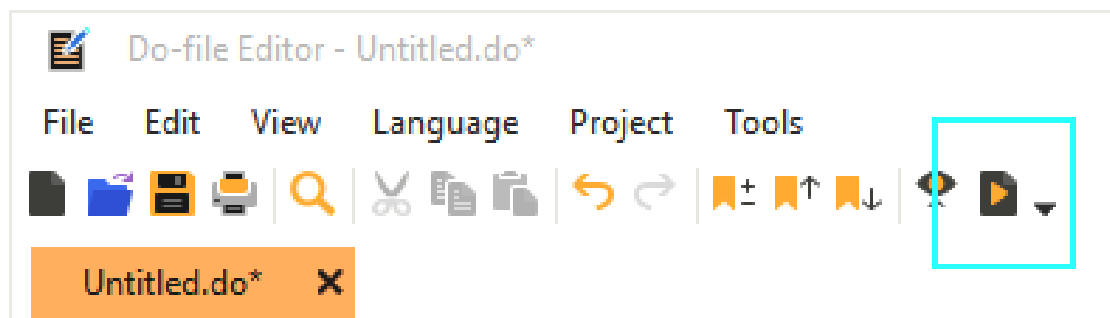 Do-file Editor - Untitled.do*
File Edit View Language Project Tools
Untitled.do*